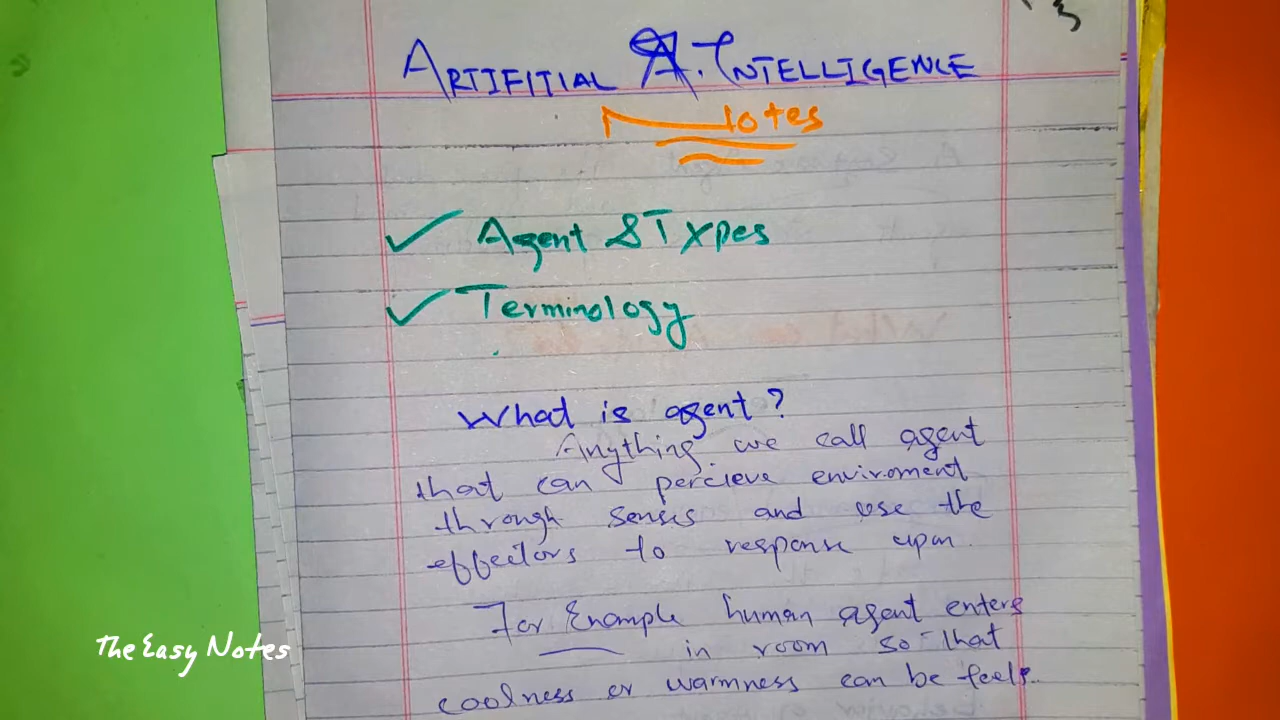 ARTIFITIAL A. INTELLIGENCE
Notes
✓ Agent & Types
✓ Terminology
What is agent?
Anything we call agent
that can percieve enviroment
through senses and use the
effectors to response upon.
For Example human agent enters
in room so that
coolness or warmness can be feels.
The Easy Notes